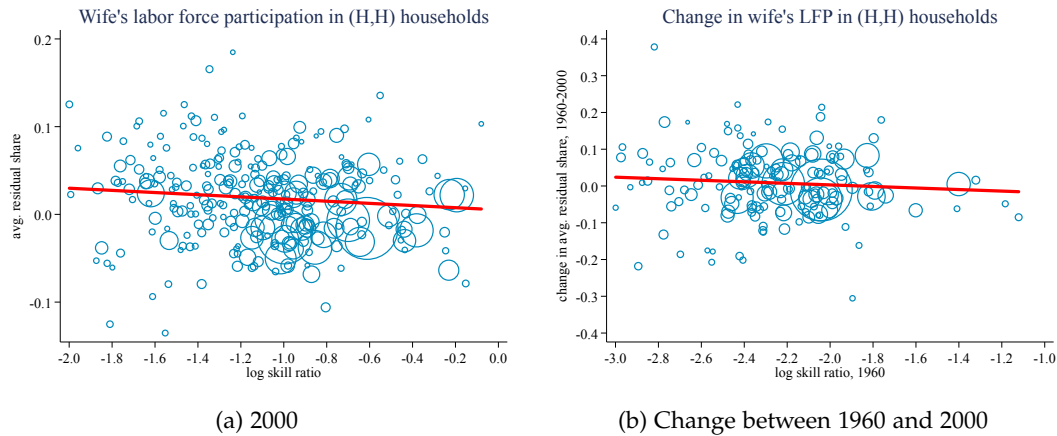 Wife's labor force participation in (H,H) households
0.2
0.1
0.0
-0.1
avg. residual share
-2.0 -1.8 -1.6 -1.4 -1.2 -1.0 -0.8 -0.6 -0.4 -0.2 0.0
log skill ratio
(a) 2000
Change in wife's LFP in (H,H) households
0.4
0.3
0.2
0.1
0.0
-0.1
-0.2
-0.3
-0.4
change in avg. residual share, 1960-2000
-3.0 -2.8 -2.6 -2.4 -2.2 -2.0 -1.8 -1.6 -1.4 -1.2 -1.0
log skill ratio, 1960
(b) Change between 1960 and 2000